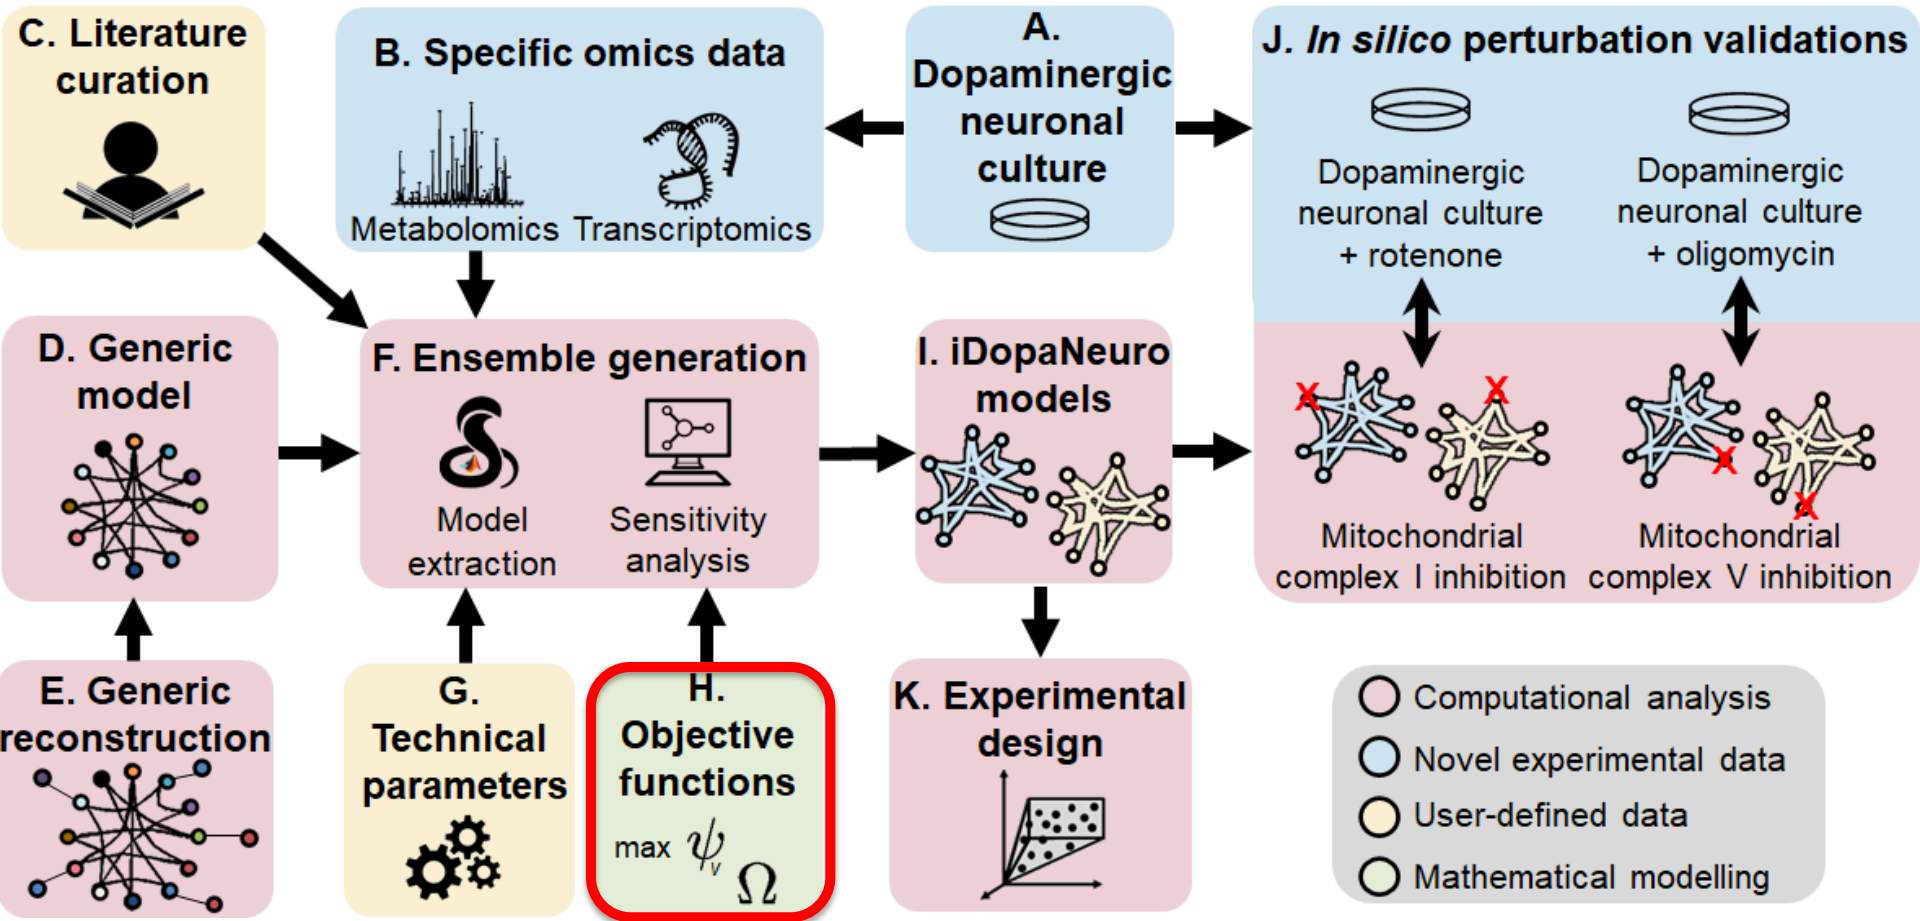 C. Literature
curation
B. Specific omics data
Metabolomics
Transcriptomics
A.
Dopaminergic
neuronal
culture
J. In silico perturbation validations
Dopaminergic
neuronal culture
+ rotenone
Dopaminergic
neuronal culture
+ oligomycin
D. Generic
model
F. Ensemble generation
Model
extraction
Sensitivity
analysis
I. iDopaNeuro
models
X
X
X
X
Mitochondrial
complex I inhibition
Mitochondrial
complex V inhibition
E. Generic
reconstruction
G.
Technical
parameters
H.
Objective
functions
max ψv
Ω
K. Experimental
design
Computational analysis
Novel experimental data
User-defined data
Mathematical modelling